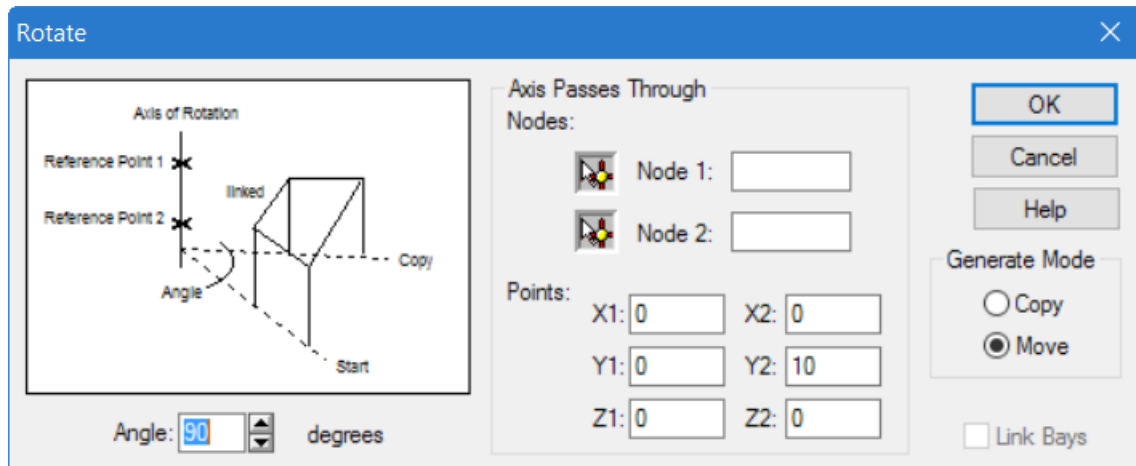 Rotate
Axis of Rotation
Reference Point 1
Reference Point 2
linked
Copy
Angle
Start
Angle: 90 degrees
Axis Passes Through
Nodes:
Node 1:
Node 2:
Points:
X1: 0 X2: 0
Y1: 0 Y2: 10
Z1: 0 Z2: 0
OK
Cancel
Help
Generate Mode
Copy
Move
Link Bays